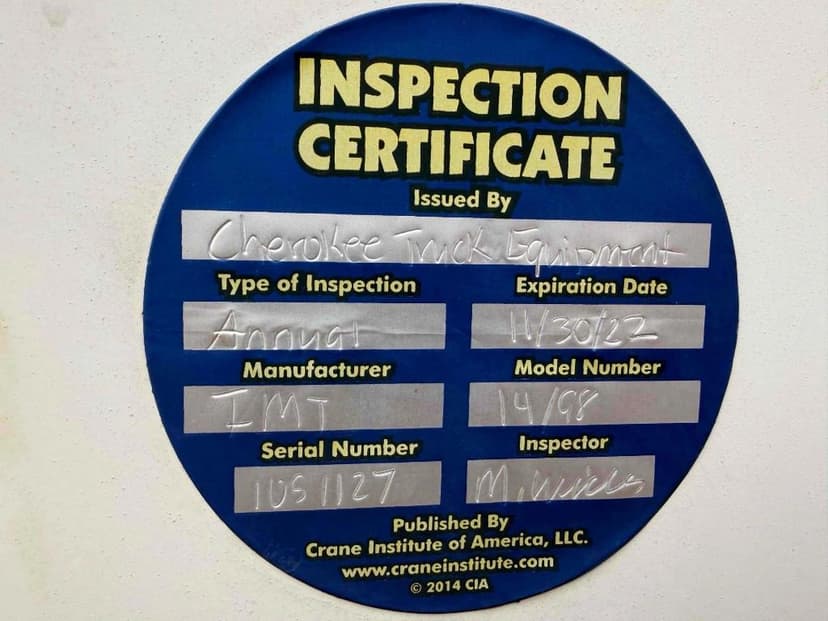 INSPECTION
CERTIFICATE
Issued By
Cherokee Truck Equipment
Type of Inspection Expiration Date
Annual 11/30/22
Manufacturer Model Number
IMT 14/98
Serial Number Inspector
M.
Published By
Crane Institute of America, LLC.
www.craneinstitute.com
© 2014 CIA